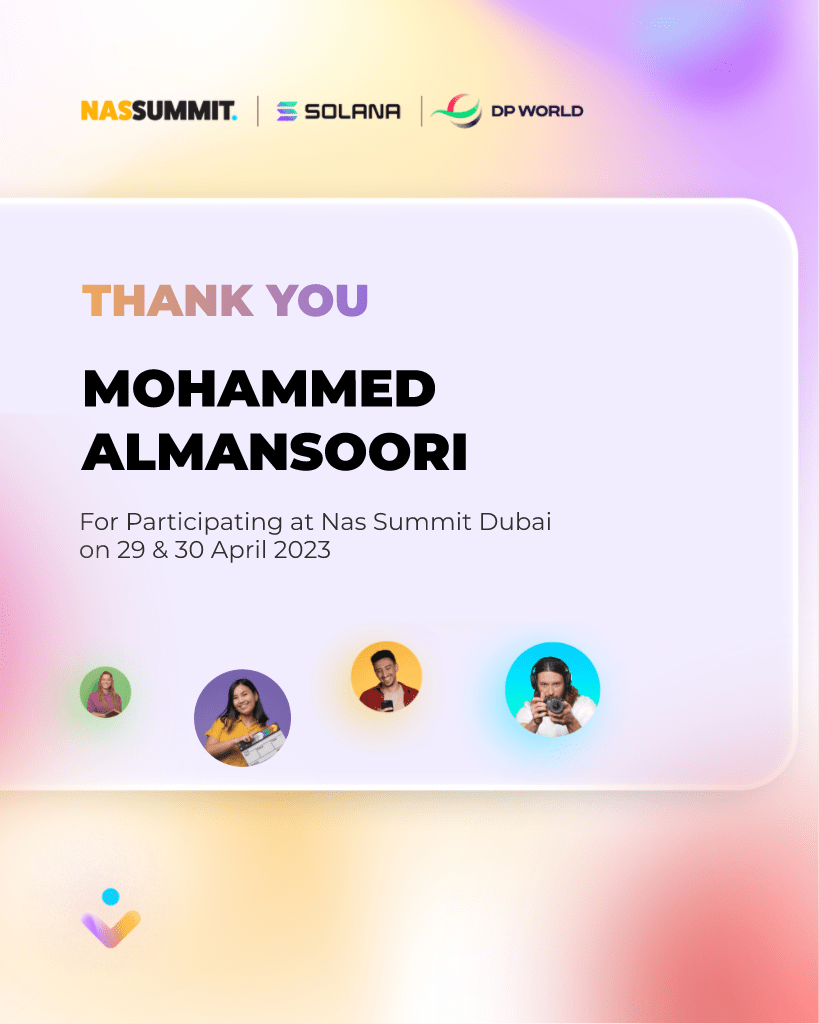 NASSUMMIT. SOLANA DP WORLD
THANK YOU
MOHAMMED
ALMANSOORI
For Participating at Nas Summit Dubai
on 29 & 30 April 2023